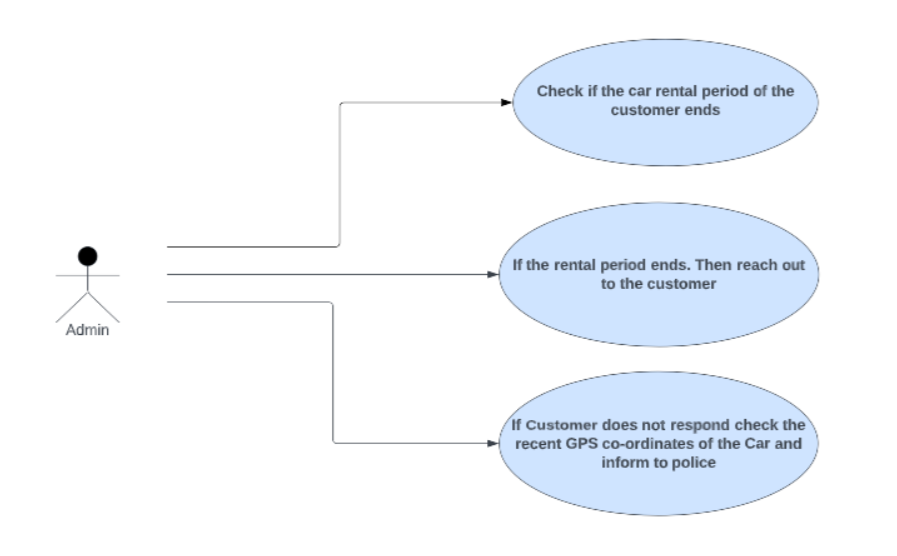 Check if the car rental period of the
customer ends
If the rental period ends. Then reach out
to the customer
Admin
If Customer does not respond check the
recent GPS co-ordinates of the Car and
inform to police